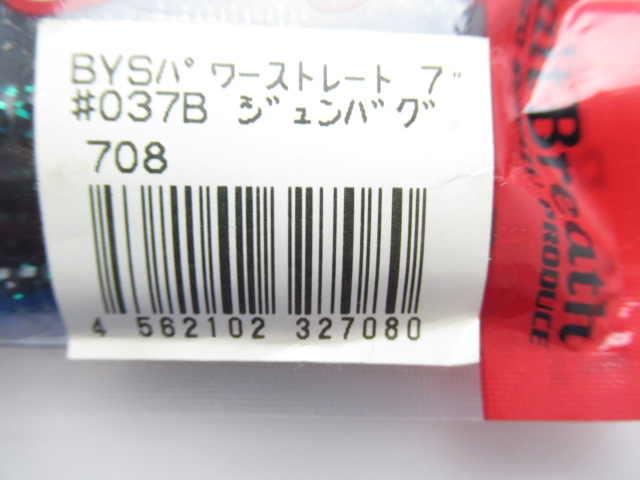 BYSパワーストレート 7"
#037B ジュンバグ
708
4 562102 327080
Breath
PRODUCE